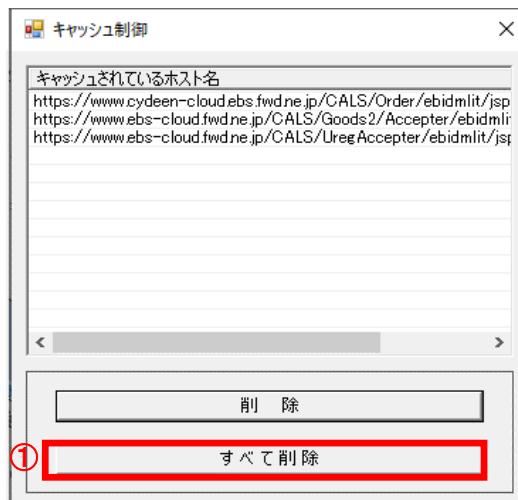 キャッシュ制御
キャッシュされているホスト名
https://www.cydeen-cloud.ebs.fwd.ne.jp/CALS/Order/ebidmlit/jsp
https://www.ebs-cloud.fwd.ne.jp/CALS/Goods2/Accepter/ebidmli
https://www.ebs-cloud.fwd.ne.jp/CALS/UregAccepter/ebidmlit/jsp
削 除
① すべて削除